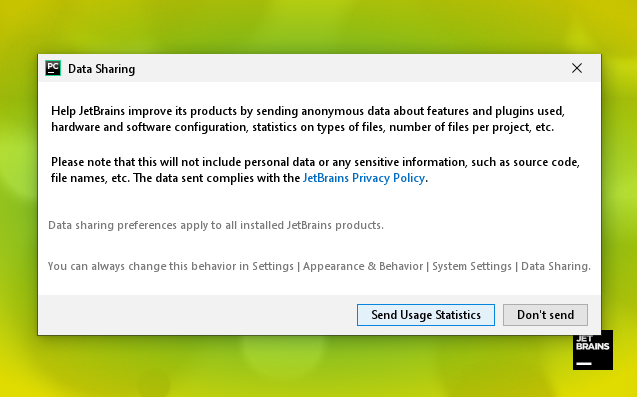 PC
Data Sharing
Help JetBrains improve its products by sending anonymous data about features and plugins used,
hardware and software configuration, statistics on types of files, number of files per project, etc.
Please note that this will not include personal data or any sensitive information, such as source code,
file names, etc. The data sent complies with the JetBrains Privacy Policy.
Data sharing preferences apply to all installed JetBrains products.
You can always change this behavior in Settings | Appearance & Behavior | System Settings | Data Sharing.
Send Usage Statistics
Don't send
JET
BRAINS